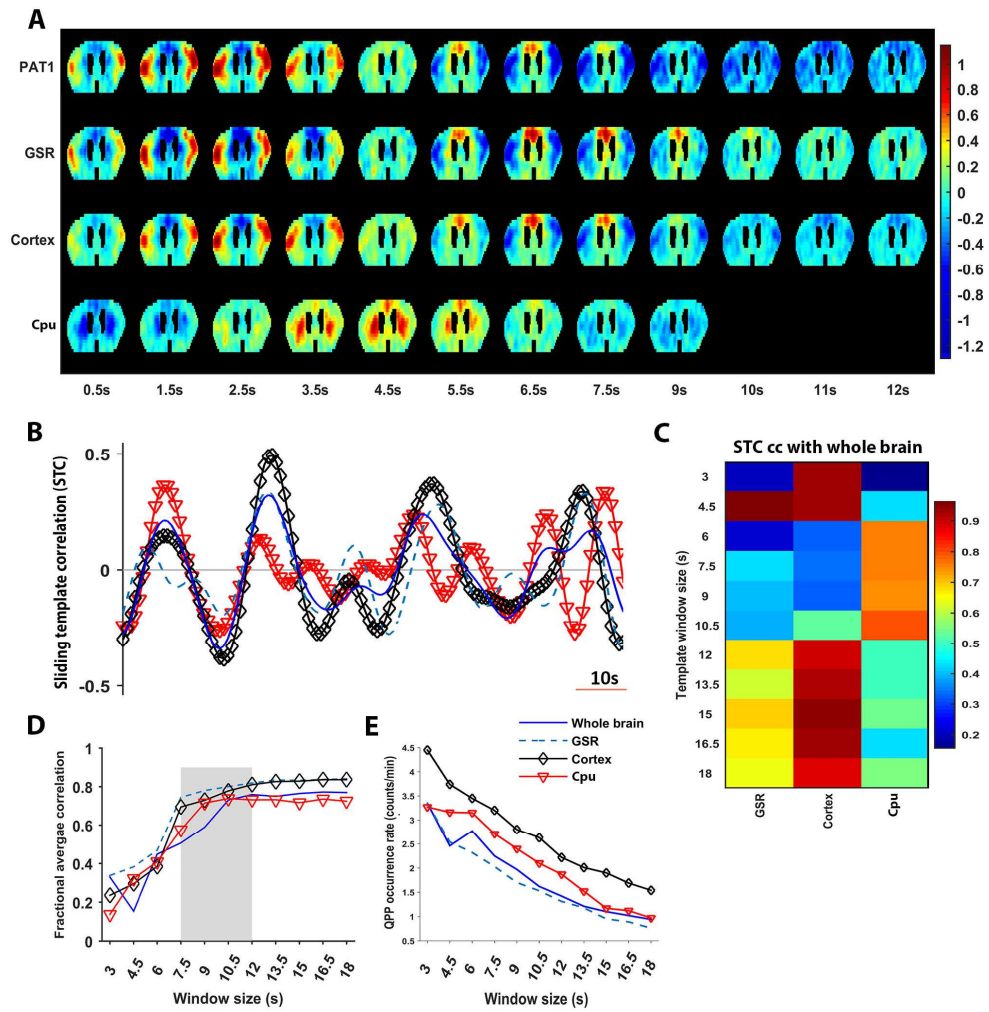 A
PAT1
GSR
Cortex
Cpu
0.5s 1.5s 2.5s 3.5s 4.5s 5.5s 6.5s 7.5s 9s 10s 11s 12s
1
0.8
0.6
0.4
0.2
0
-0.2
-0.4
-0.6
-0.8
-1
-1.2
B
Sliding template correlation (STC)
0.5
0
-0.5
10s
C
STC cc with whole brain
Template window size (s)
3
4.5
6
7.5
9
10.5
12
13.5
15
16.5
18
GSR Cortex Cpu
0.9
0.8
0.7
0.6
0.5
0.4
0.3
0.2
D
Fractional avergae correlation
1
0.8
0.6
0.4
0.2
0
3 4.5 6 7.5 9 10.5 12 13.5 15 16.5 18
Window size (s)
E
Whole brain
GSR
Cortex
Cpu
QPP occurrence rate (counts/min)
4.5
4
3.5
3
2.5
2
1.5
1
0.5
3 4.5 6 7.5 9 10.5 12 13.5 15 16.5 18
Window size (s)